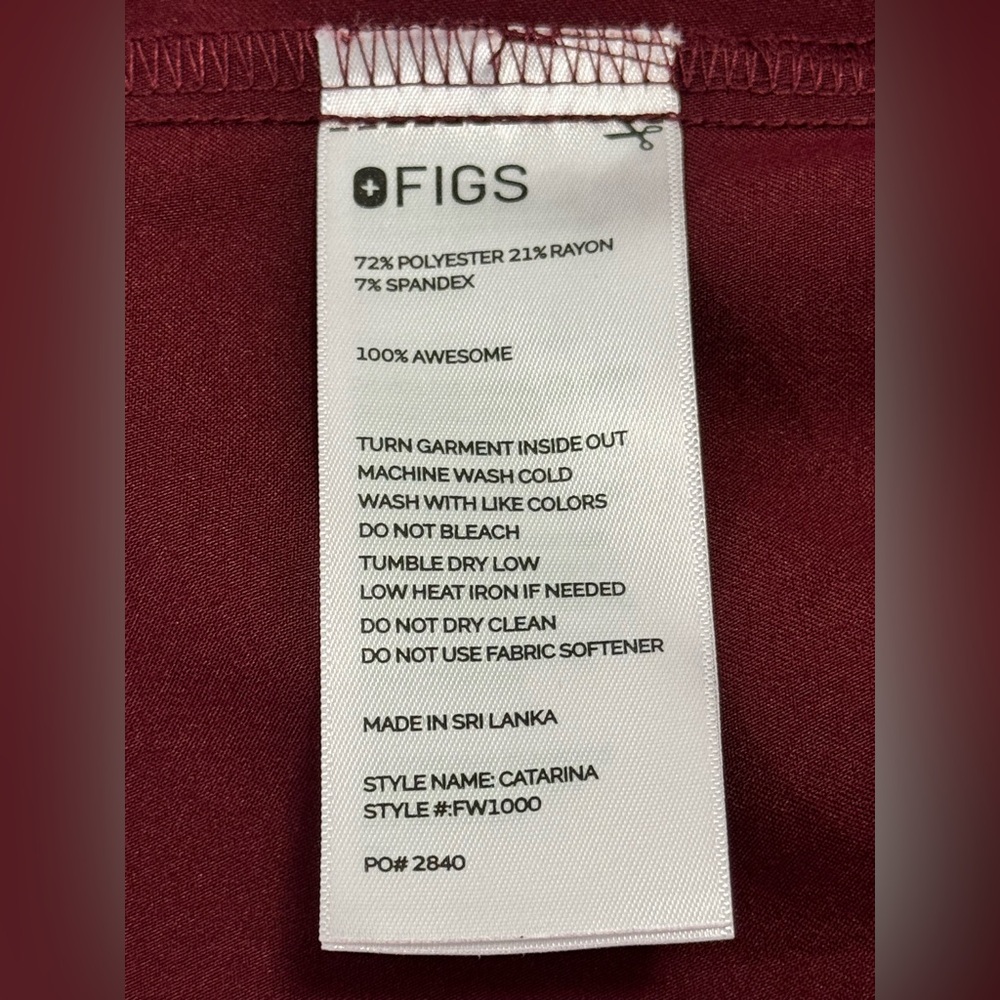 FIGS
72% POLYESTER 21% RAYON
7% SPANDEX
100% AWESOME
TURN GARMENT INSIDE OUT
MACHINE WASH COLD
WASH WITH LIKE COLORS
DO NOT BLEACH
TUMBLE DRY LOW
LOW HEAT IRON IF NEEDED
DO NOT DRY CLEAN
DO NOT USE FABRIC SOFTENER
MADE IN SRI LANKA
STYLE NAME: CATARINA
STYLE #:FW1000
PO# 2840